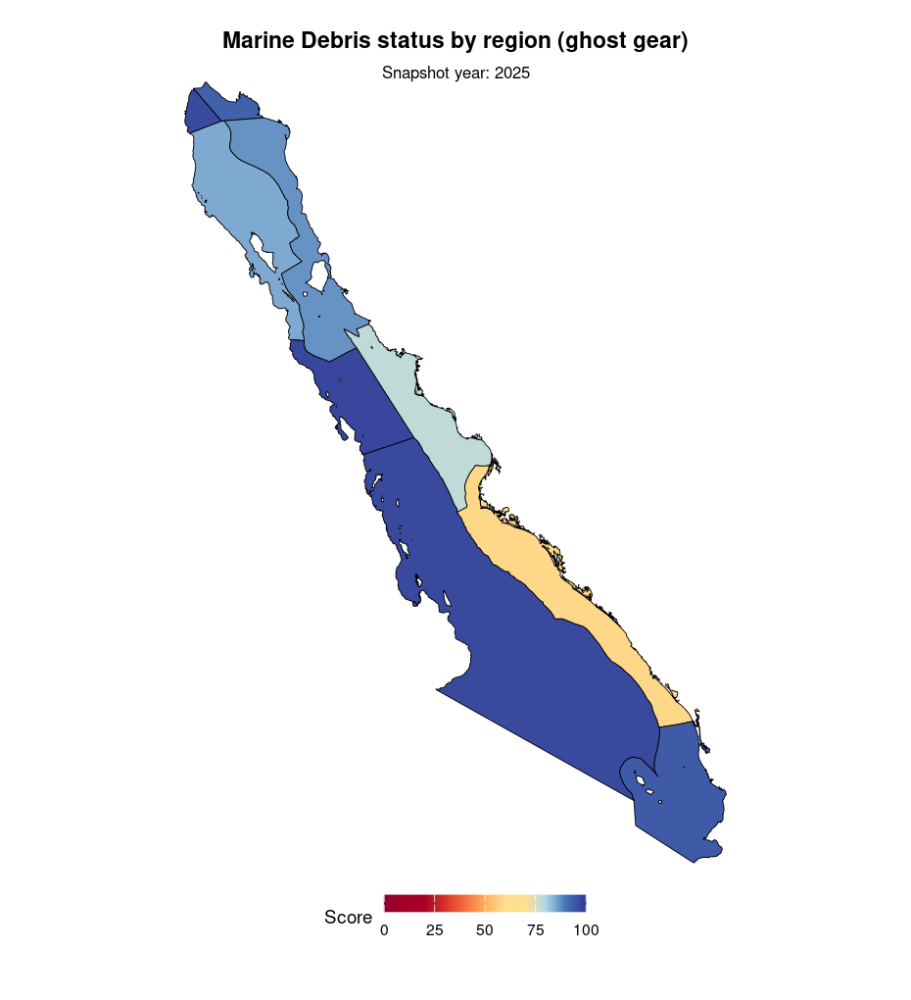 Marine Debris status by region (ghost gear)
Snapshot year: 2025
Score
0 25 50 75 100